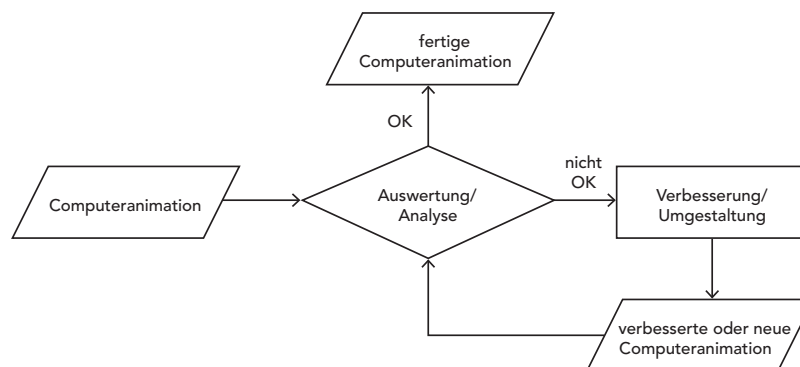 fertige
Computeranimation
OK
nicht
OK
Computeranimation
Auswertung/
Analyse
Verbesserung/
Umgestaltung
verbesserte oder neue
Computeranimation